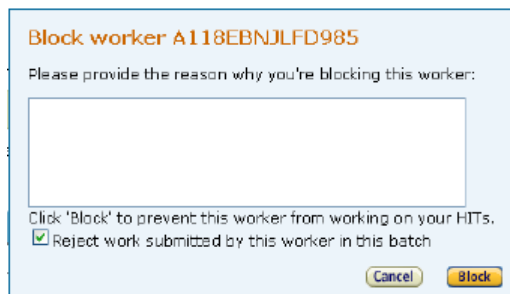 Block worker A118EBNJLFD985
Please provide the reason why you're blocking this worker:
Click 'Block' to prevent this worker from working on your HITs.
Reject work submitted by this worker in this batch
Cancel Block